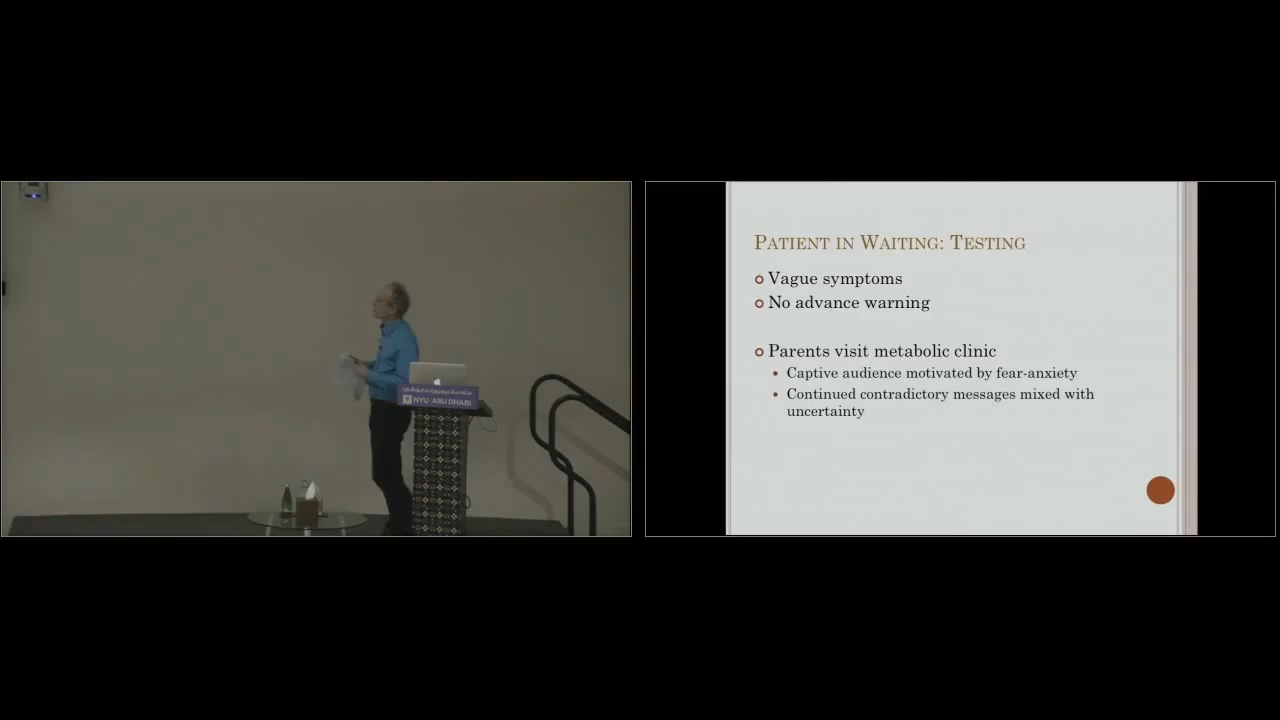 NYU ABU DHABI
PATIENT IN WAITING: TESTING
Vague symptoms
No advance warning
Parents visit metabolic clinic
Captive audience motivated by fear-anxiety
Continued contradictory messages mixed with
uncertainty